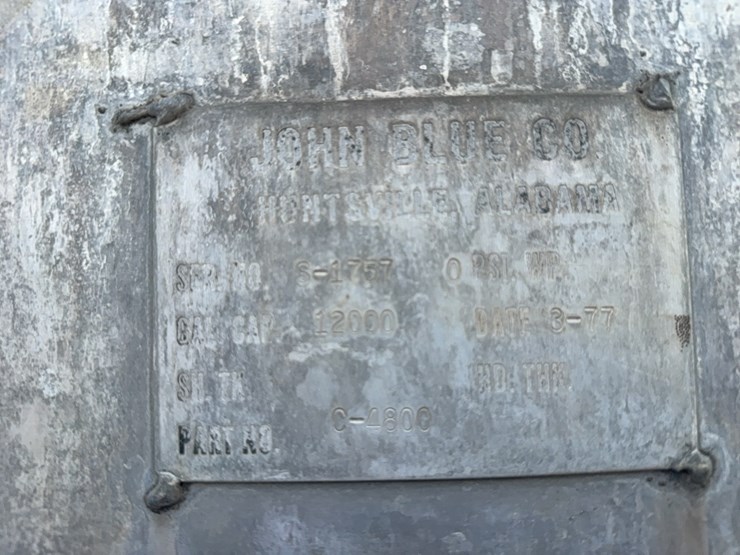 JOHN BLUE CO.
HUNTSVILLE, ALABAMA
SER. NO. S-1757 0 PSI. WP.
GAL. CAP. 12000 DATE 3-77
SH. TH. HD. THK.
PART NO. C-4600